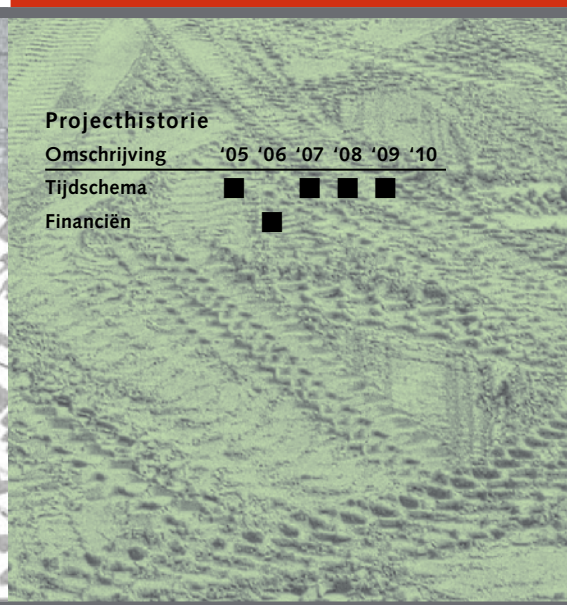 Projecthistorie
Omschrijving ‘05 ‘06 ‘07 ‘08 ‘09 ‘10
Tijdschema ■ ■ ■ ■
Financiën ■